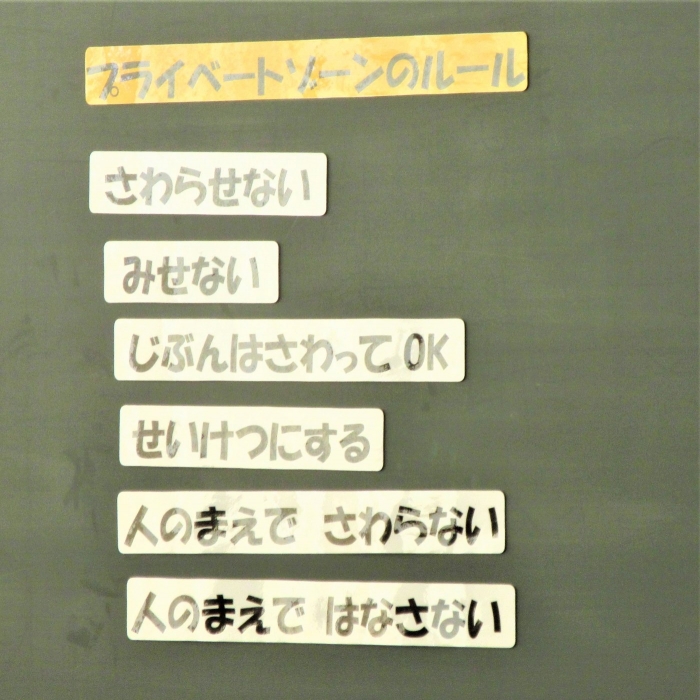 プライベートゾーンのルール
さわらせない
みせない
じぶんはさわって OK
せいけつにする
人のまえで さわらない
人のまえで はなさない